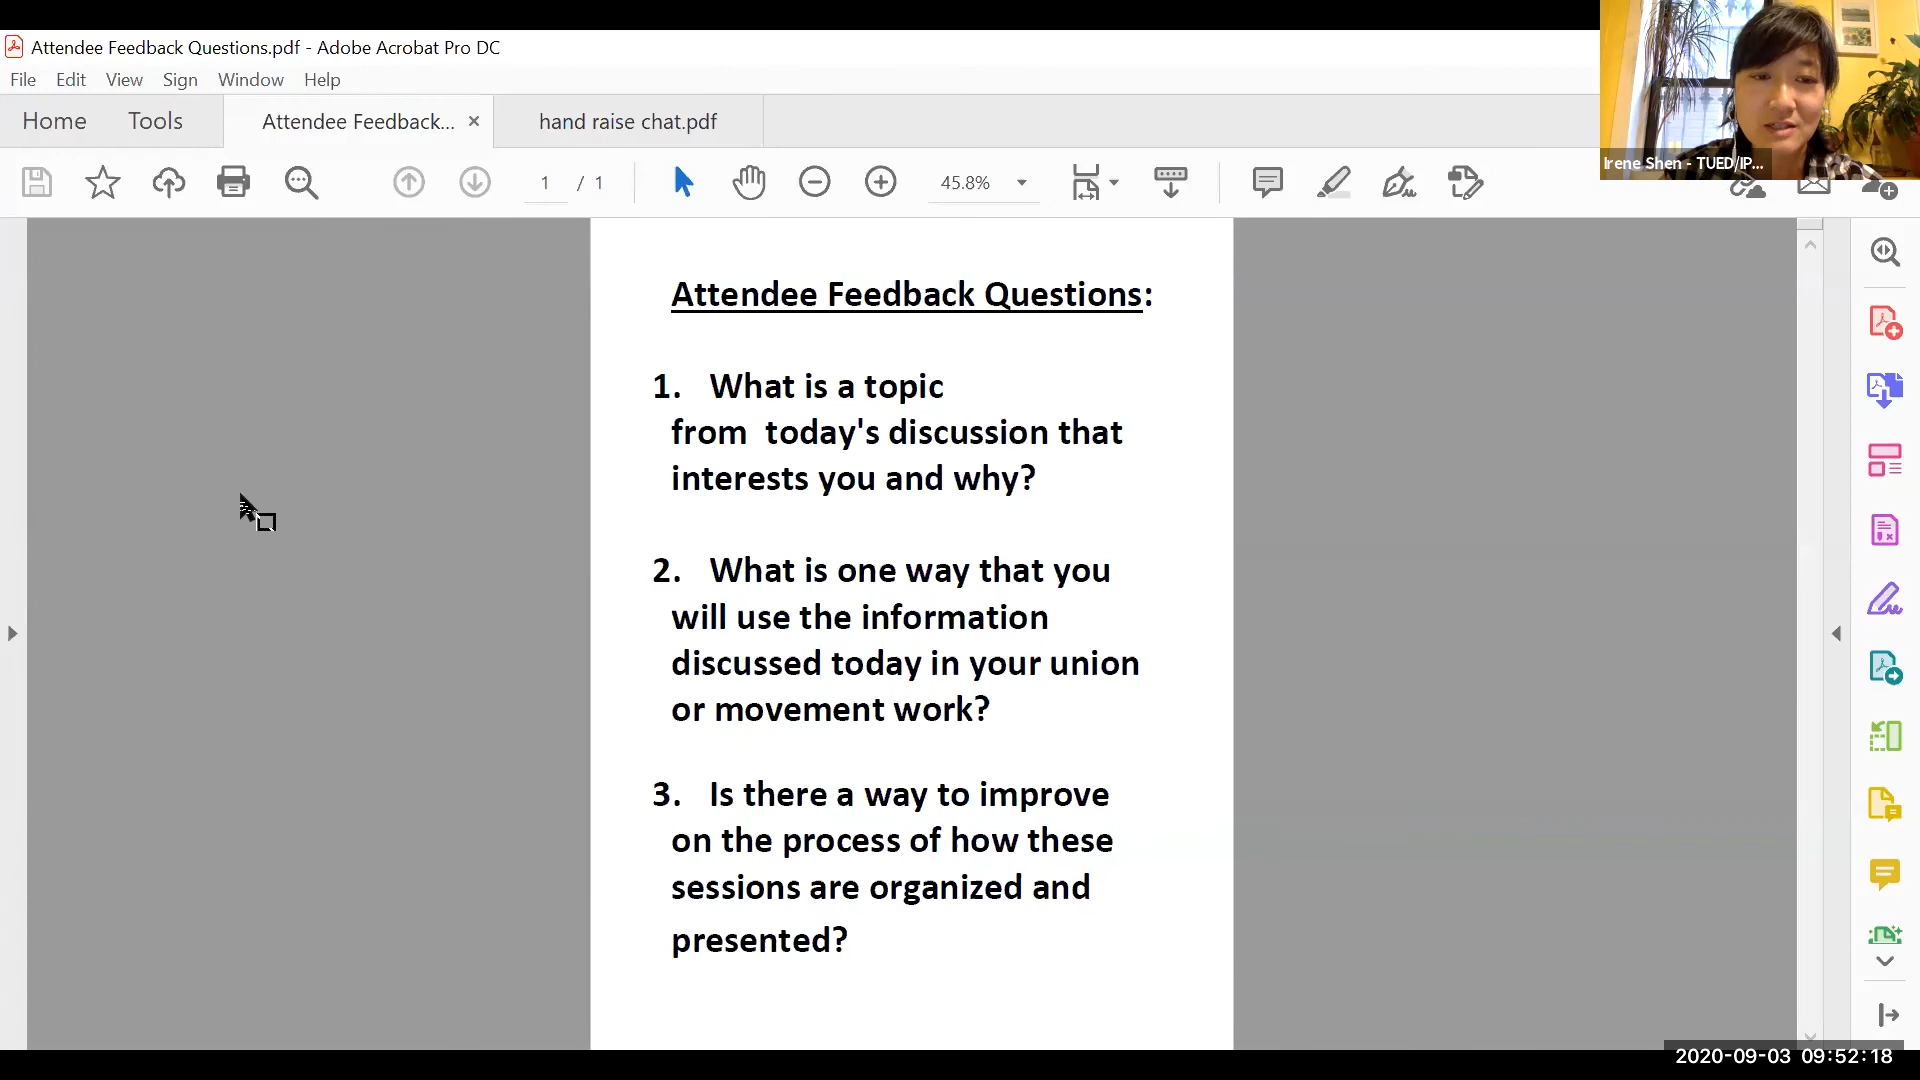 Attendee Feedback Questions.pdf - Adobe Acrobat Pro DC
File Edit View Sign Window Help
Home Tools Attendee Feedback... × hand raise chat.pdf
1 / 1 45.8%
Irene Shen - TUED/IP...
Attendee Feedback Questions:
1. What is a topic
from today's discussion that
interests you and why?
2. What is one way that you
will use the information
discussed today in your union
or movement work?
3. Is there a way to improve
on the process of how these
sessions are organized and
presented?
2020-09-03 09:52:18